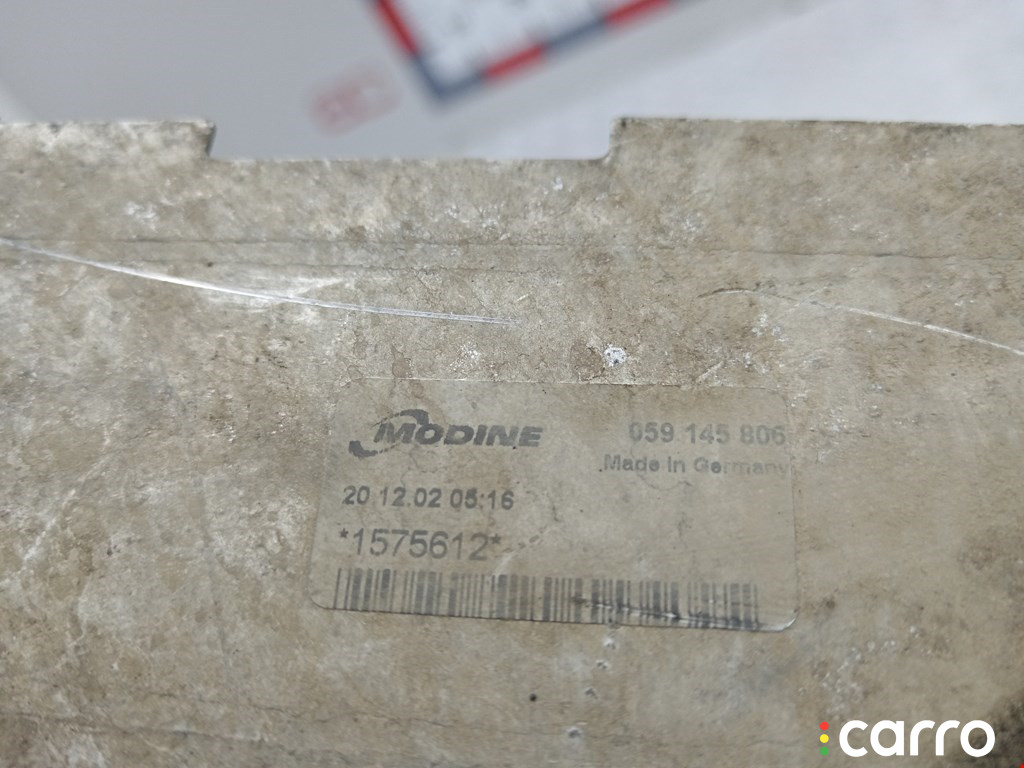 MODINE 059 145 806
Made in Germany
20.12.02 05:16
*1575612*
carro